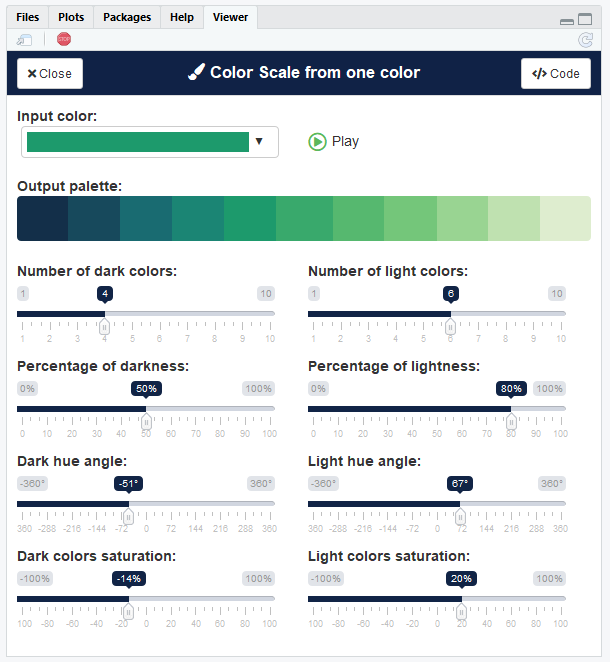 Files Plots Packages Help Viewer
STOP
Close Color Scale from one color </> Code
Input color:
Play
Output palette:
Number of dark colors: Number of light colors:
1 4 10 1 6 10
1 2 3 4 5 6 7 8 9 10 1 2 3 4 5 6 7 8 9 10
Percentage of darkness: Percentage of lightness:
0% 50% 100% 0% 80% 100%
0 10 20 30 40 50 60 70 80 90 100 0 10 20 30 40 50 60 70 80 90 100
Dark hue angle: Light hue angle:
-360° -51° 360° -360° 67° 360°
360 -288 -216 -144 -72 0 72 144 216 288 360 360 -288 -216 -144 -72 0 72 144 216 288 360
Dark colors saturation: Light colors saturation:
-100% -14% 100% -100% 20% 100%
100 -80 -60 -40 -20 0 20 40 60 80 100 100 -80 -60 -40 -20 0 20 40 60 80 100